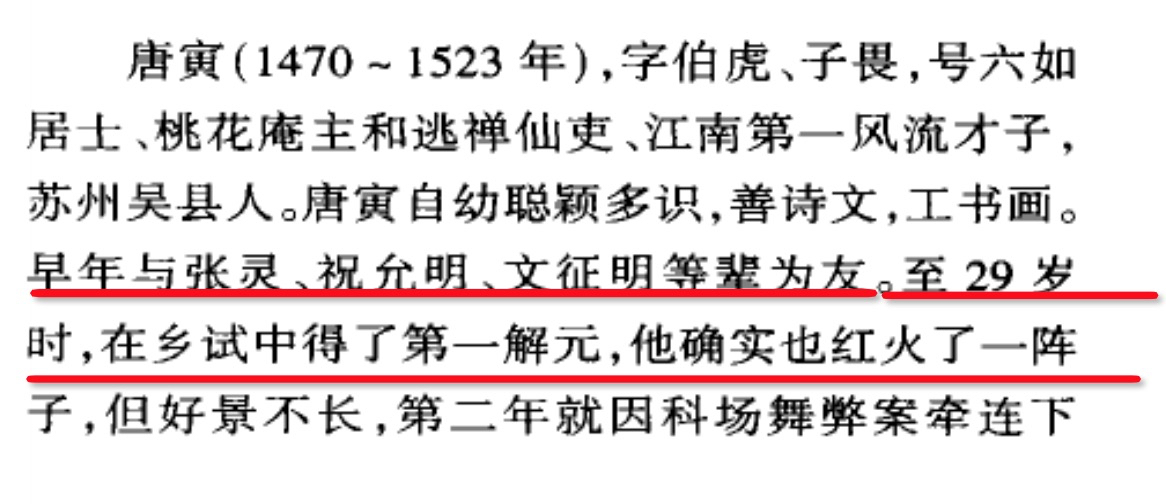 唐寅(1470～1523 年),字伯虎、子畏,号六如
居士、桃花庵主和逃禅仙吏、江南第一风流才子,
苏州吴县人。唐寅自幼聪颖多识,善诗文,工书画。
早年与张灵、祝允明、文征明等辈为友。至 29 岁
时,在乡试中得了第一解元,他确实也红火了一阵
子,但好景不长,第二年就因科场舞弊案牵连下